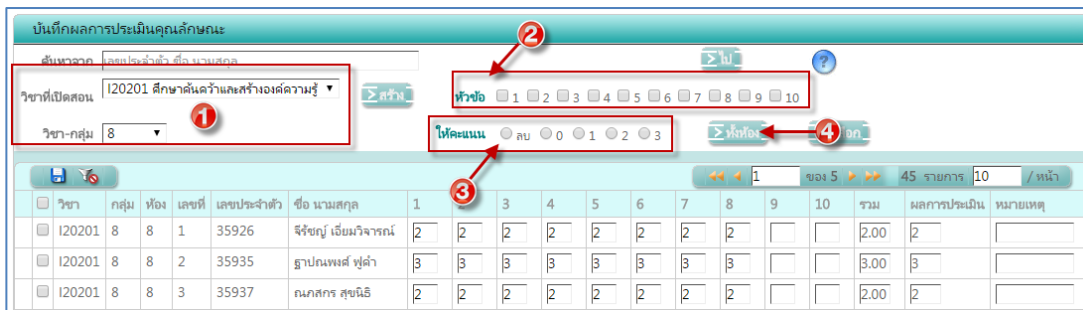 บันทึกผลการประเมินคุณลักษณะ
2
ค้นหาจาก เลขประจำตัว ชื่อ นามสกุล ไป ?
วิชาที่เปิดสอน I20201 ศึกษาค้นคว้าและสร้างองค์ความรู้ สร้าง หัวข้อ 1 2 3 4 5 6 7 8 9 10
1
วิชา-กลุ่ม 8 ให้คะแนน ลบ 0 1 2 3 ทั้งห้อง 4
3
1 ของ 5 45 รายการ 10 / หน้า
วิชา กลุ่ม ห้อง เลขที่ เลขประจำตัว ชื่อ นามสกุล 1 3 4 5 6 7 8 9 10 รวม ผลการประเมิน หมายเหตุ
I20201 8 8 1 35926 จิรัชญ์ เอี่ยมวิจารณ์ 2 2 2 2 2 2 2 2 2.00 2
I20201 8 8 2 35935 ฐาปณพงศ์ ฟูคำ 3 3 3 3 3 3 3 3 3.00 3
I20201 8 8 3 35937 ณภสกร สุขนิธิ 2 2 2 2 2 2 2 2 2.00 2